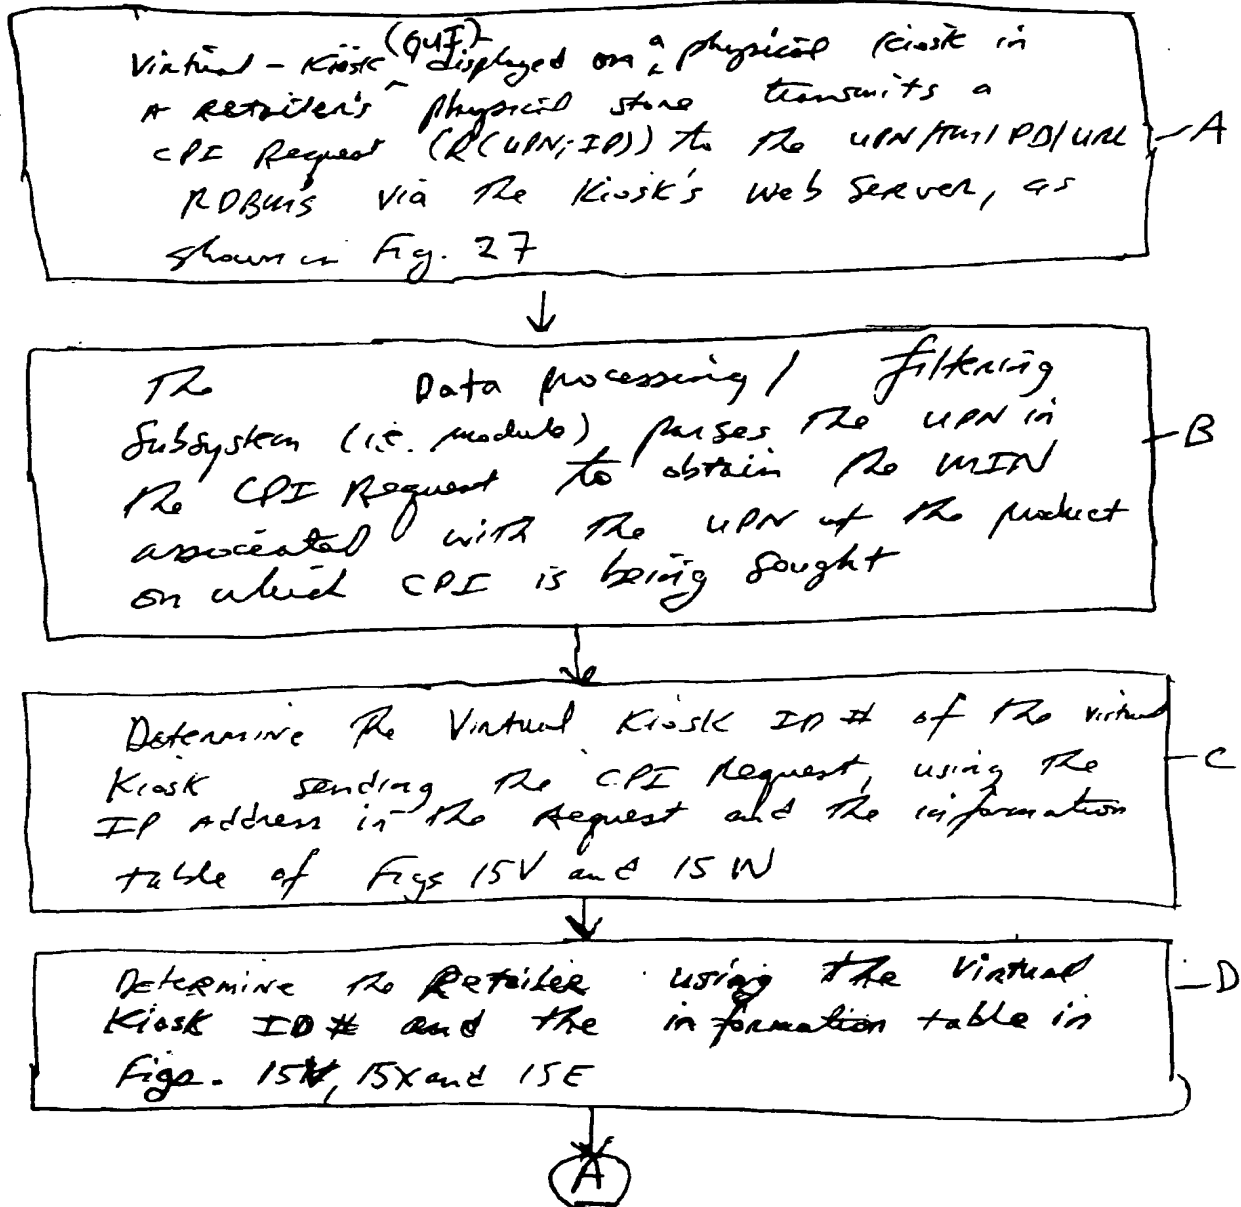 Virtual-Kiosk (GUI) displayed on a physical kiosk in
A Retailer's physical store transmits a
CPI Request (R(UPN;IP)) to the UPN/TM/PD/URL
RDBMS via the Kiosk's web server, as
shown in Fig. 27
A
The Data processing/filtering
Subsystem (i.e. module) parses the UPN in
the CPI Request to obtain the MIN
associated with the UPN of the product
on which CPI is being sought
B
Determine the Virtual Kiosk ID # of the virtual
Kiosk sending the CPI Request, using the
IP Address in the Request and the information
table of Figs 15V and 15W
C
Determine the Retailer using the Virtual
Kiosk ID # and the information table in
Figs. 15V, 15X and 15E
D
A